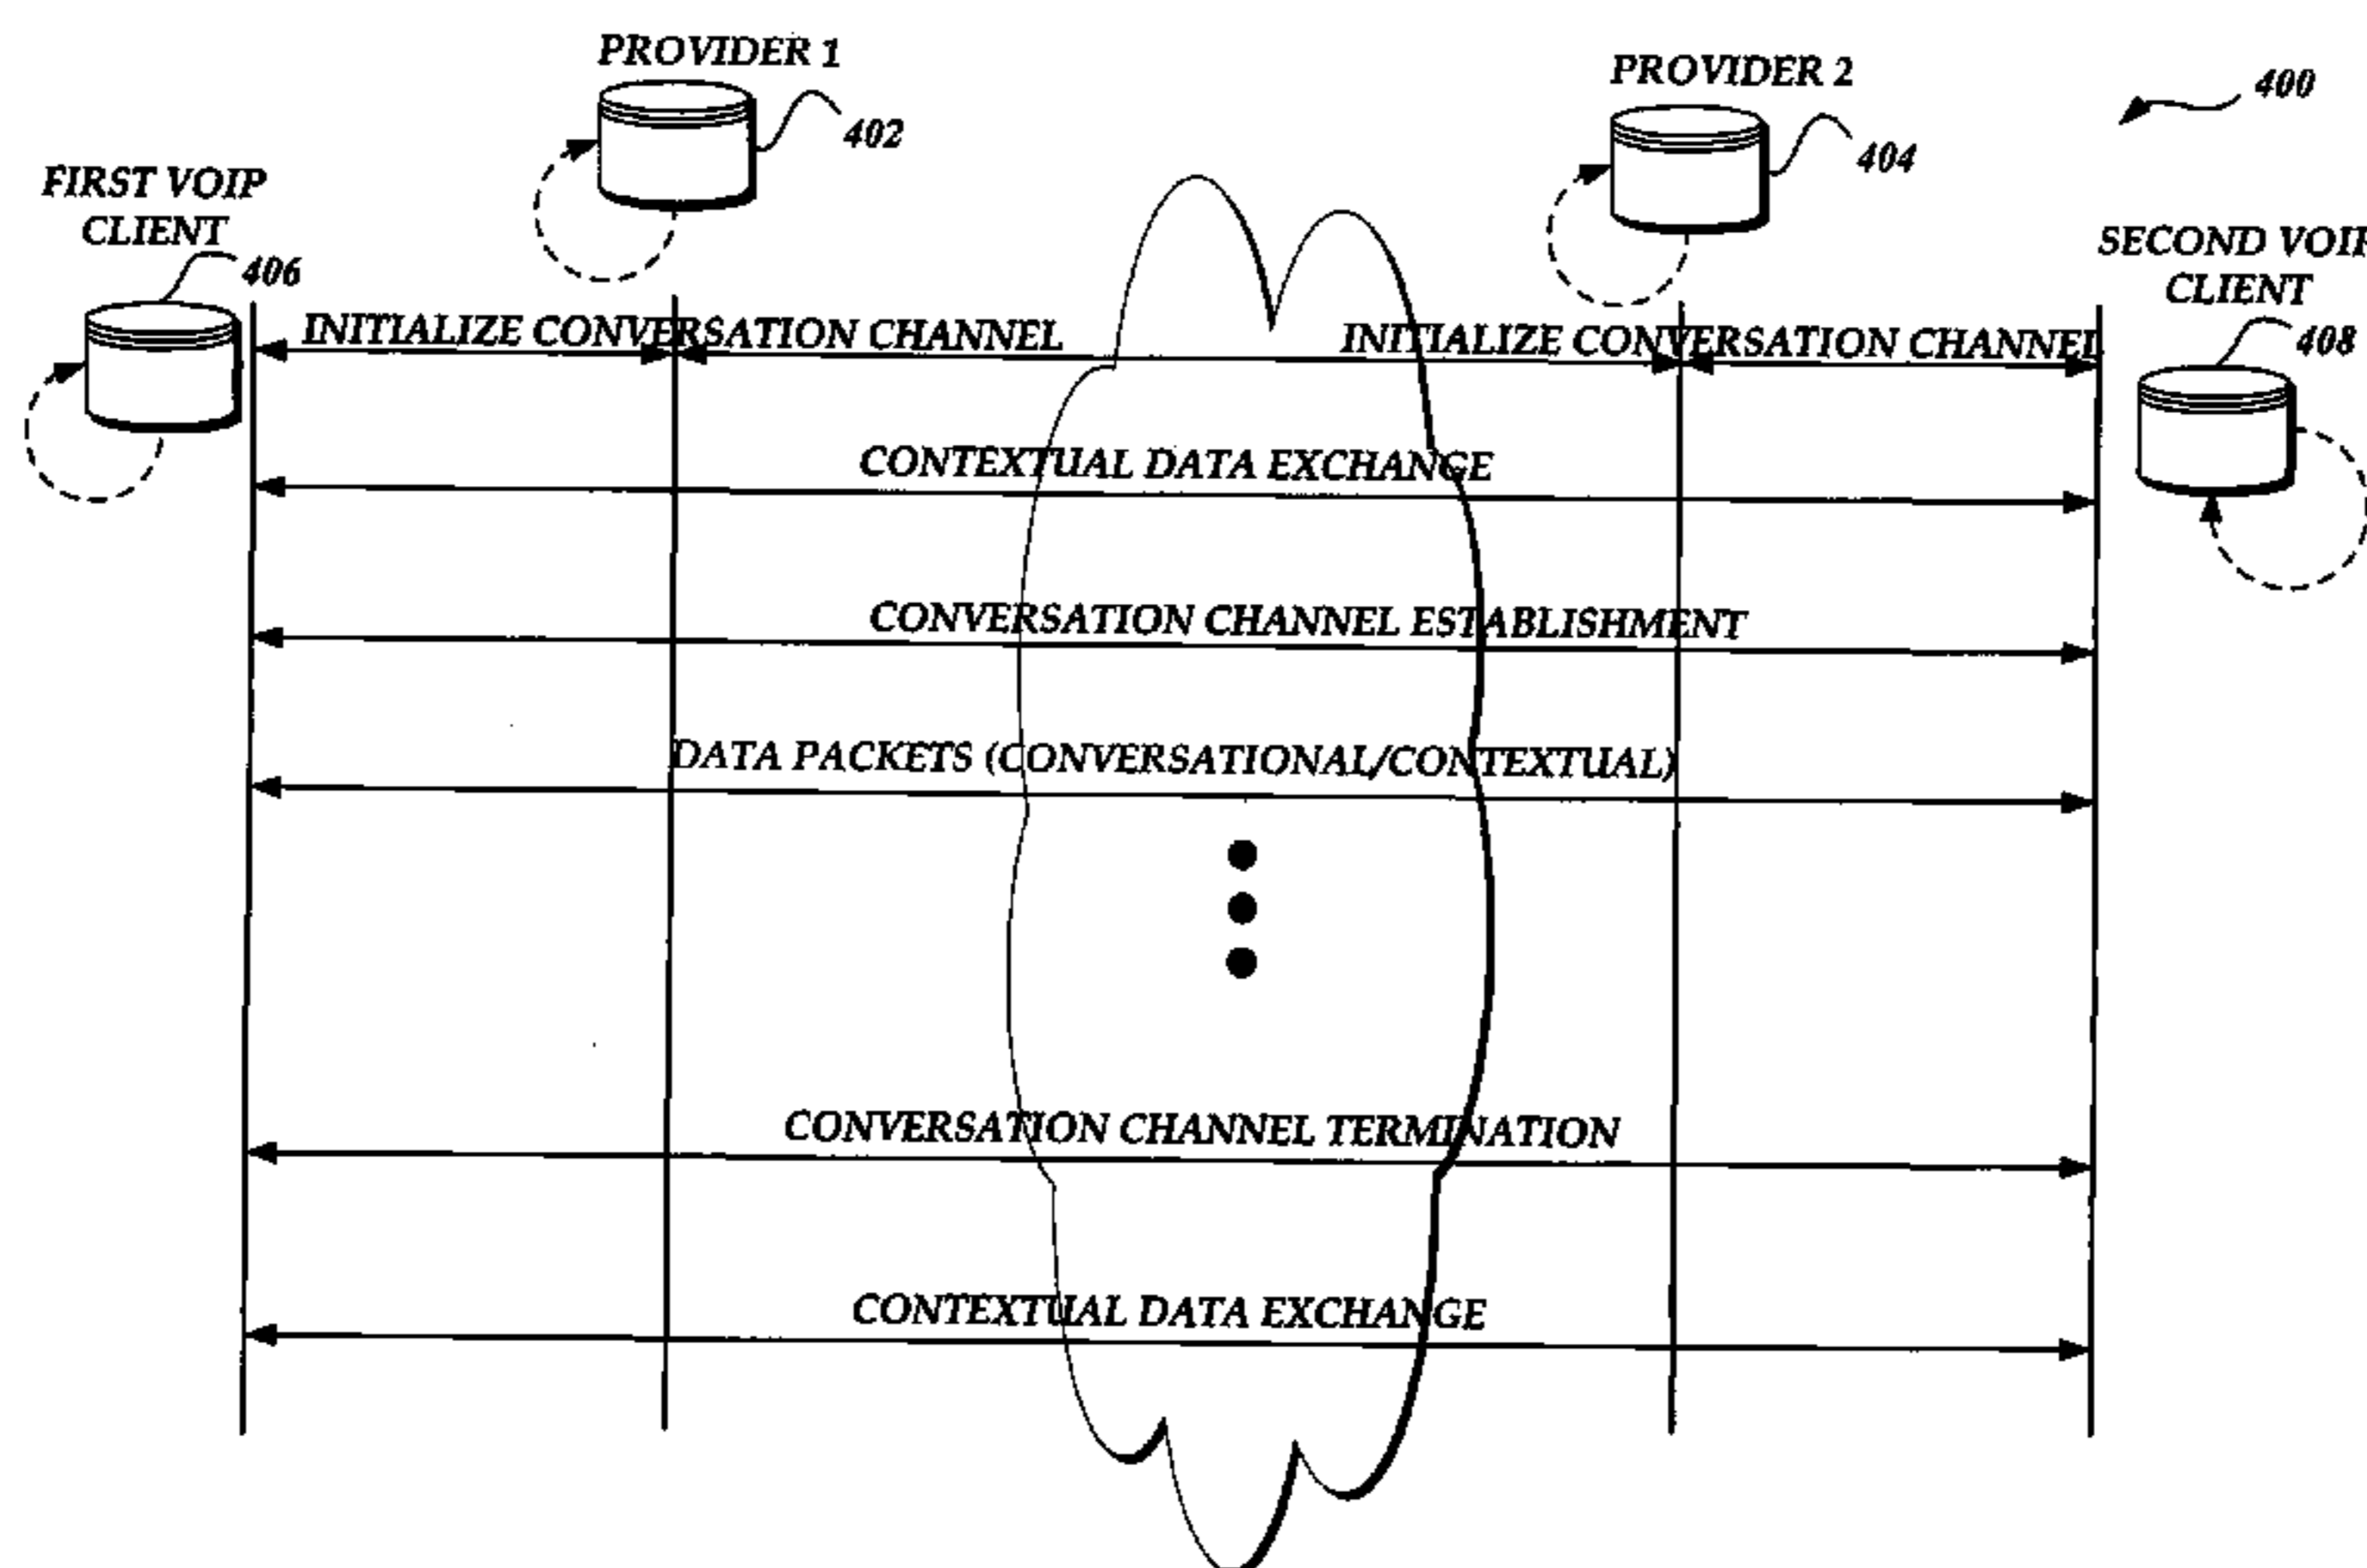 PROVIDER 1
402
PROVIDER 2
404
400
FIRST VOIP
CLIENT
406
SECOND VOIP
CLIENT
408
INITIALIZE CONVERSATION CHANNEL
INITIALIZE CONVERSATION CHANNEL
CONTEXTUAL DATA EXCHANGE
CONVERSATION CHANNEL ESTABLISHMENT
DATA PACKETS (CONVERSATIONAL/CONTEXTUAL)
CONVERSATION CHANNEL TERMINATION
CONTEXTUAL DATA EXCHANGE